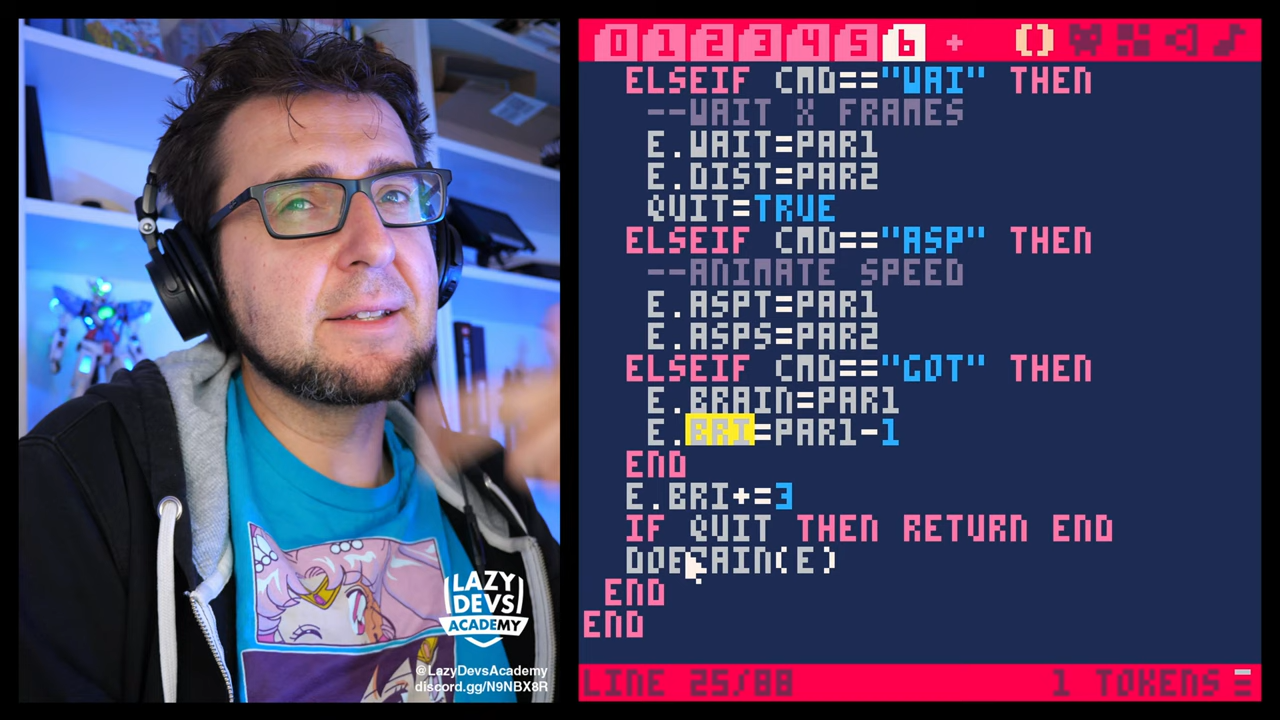 0 1 2 3 4 5 6 +
ELSEIF CMD=="WAI" THEN
--WAIT X FRAMES
E.WAIT=PAR1
E.DIST=PAR2
QUIT=TRUE
ELSEIF CMD=="ASP" THEN
--ANIMATE SPEED
E.ASPT=PAR1
E.ASPS=PAR2
ELSEIF CMD=="GOT" THEN
E.BRAIN=PAR1
E.BRI=PAR1-1
END
E.BRI+=3
IF QUIT THEN RETURN END
DOBRAIN(E)
END
END
LINE 25/88 1 TOKENS
LAZY
DEVS
ACADEMY
@LazyDevsAcademy
discord.gg/N9NBX8R